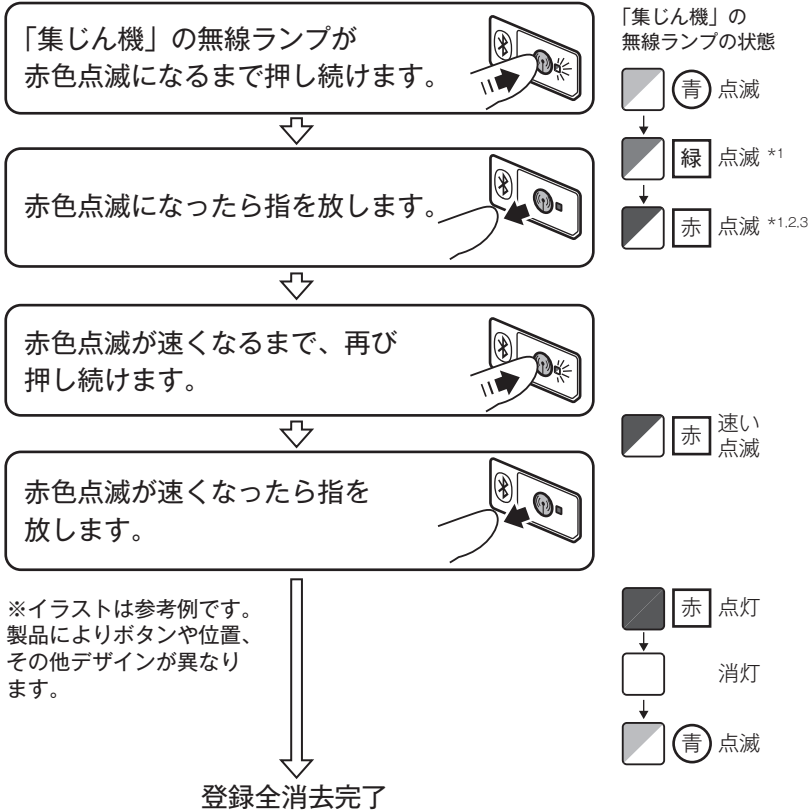 「集じん機」の無線ランプが
赤色点滅になるまで押し続けます。
赤色点滅になったら指を放します。
赤色点滅が速くなるまで、再び
押し続けます。
赤色点滅が速くなったら指を
放します。
※イラストは参考例です。
製品によりボタンや位置、
その他デザインが異なり
ます。
登録全消去完了
「集じん機」の
無線ランプの状態
青 点滅
緑 点滅 *1
赤 点滅 *1,2,3
赤 速い
点滅
赤 点灯
消灯
青 点滅